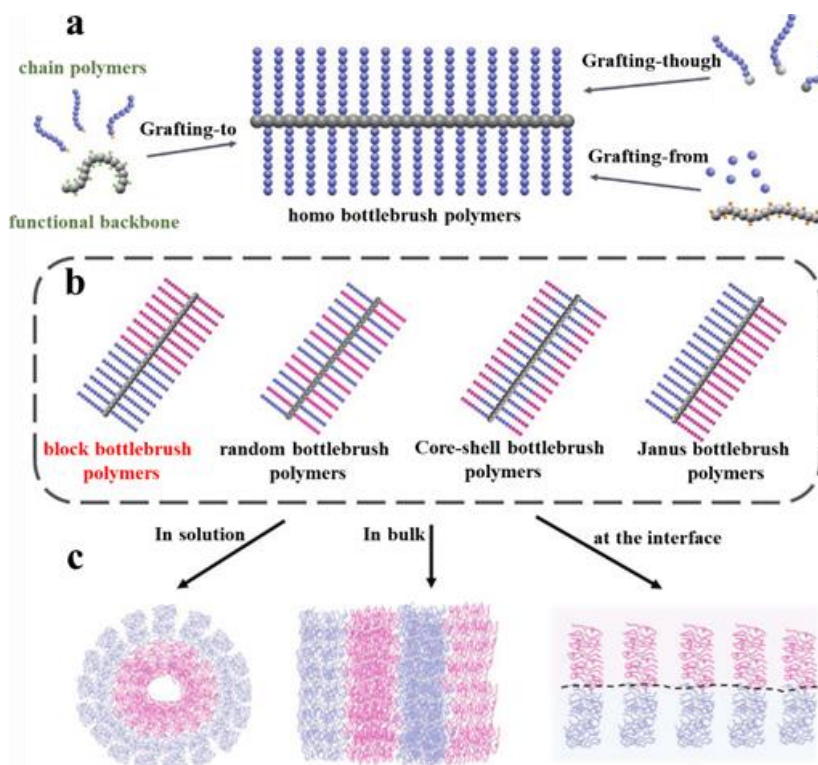 a
chain polymers
Grafting-to
functional backbone
Grafting-though
Grafting-from
homo bottlebrush polymers
b
block bottlebrush
polymers
random bottlebrush
polymers
Core-shell bottlebrush
polymers
Janus bottlebrush
polymers
In solution
In bulk
at the interface
c